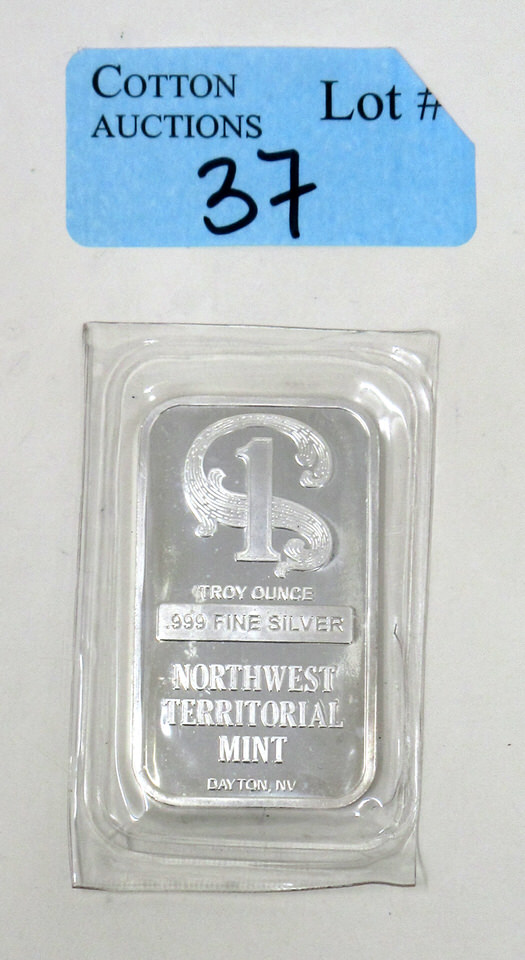 COTTON
AUCTIONS
Lot #
37
1
TROY OUNCE
.999 FINE SILVER
NORTHWEST
TERRITORIAL
MINT
DAYTON, NV